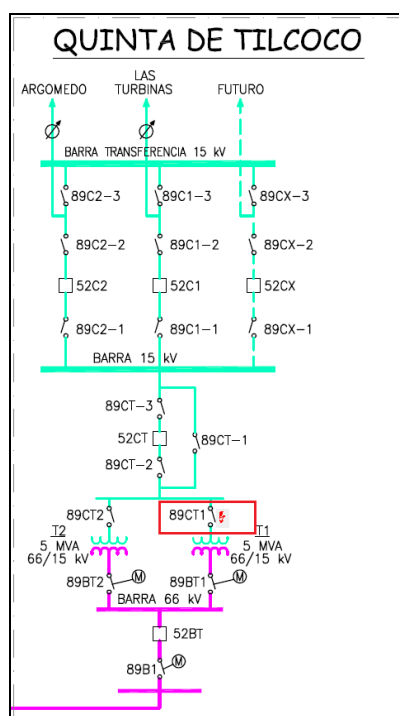 QUINTA DE TILCOCO
ARGOMEDO
LAS
TURBINAS
FUTURO
BARRA TRANSFERENCIA 15 kV
89C2-3
89C1-3
89CX-3
89C2-2
89C1-2
89CX-2
52C2
52C1
52CX
89C2-1
89C1-1
89CX-1
BARRA 15 kV
89CT-3
52CT
89CT-1
89CT-2
89CT2
89CT1
T2
5 MVA
66/15 kV
T1
5 MVA
66/15 kV
89BT2
M
89BT1
M
BARRA 66 kV
52BT
89B1
M